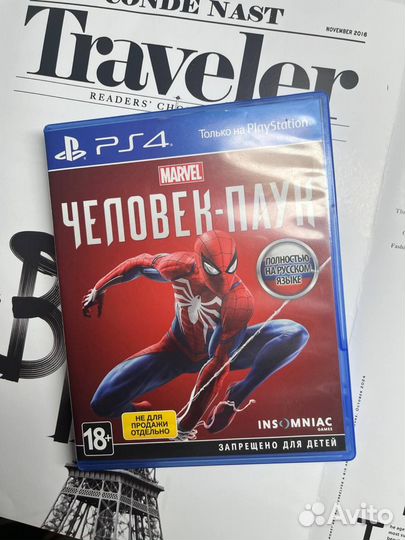 CONDE NAST
NOVEMBER 2016
Traveler
READERS' CHO
Только на PlayStation
PS4
MARVEL
ЧЕЛОВЕК-ПАУК
ПОЛНОСТЬЮ
НА РУССКОМ
ЯЗЫКЕ
НЕ ДЛЯ
ПРОДАЖИ
ОТДЕЛЬНО
18+
INSOMNIAC
GAMES
ЗАПРЕЩЕНО ДЛЯ ДЕТЕЙ
Avito